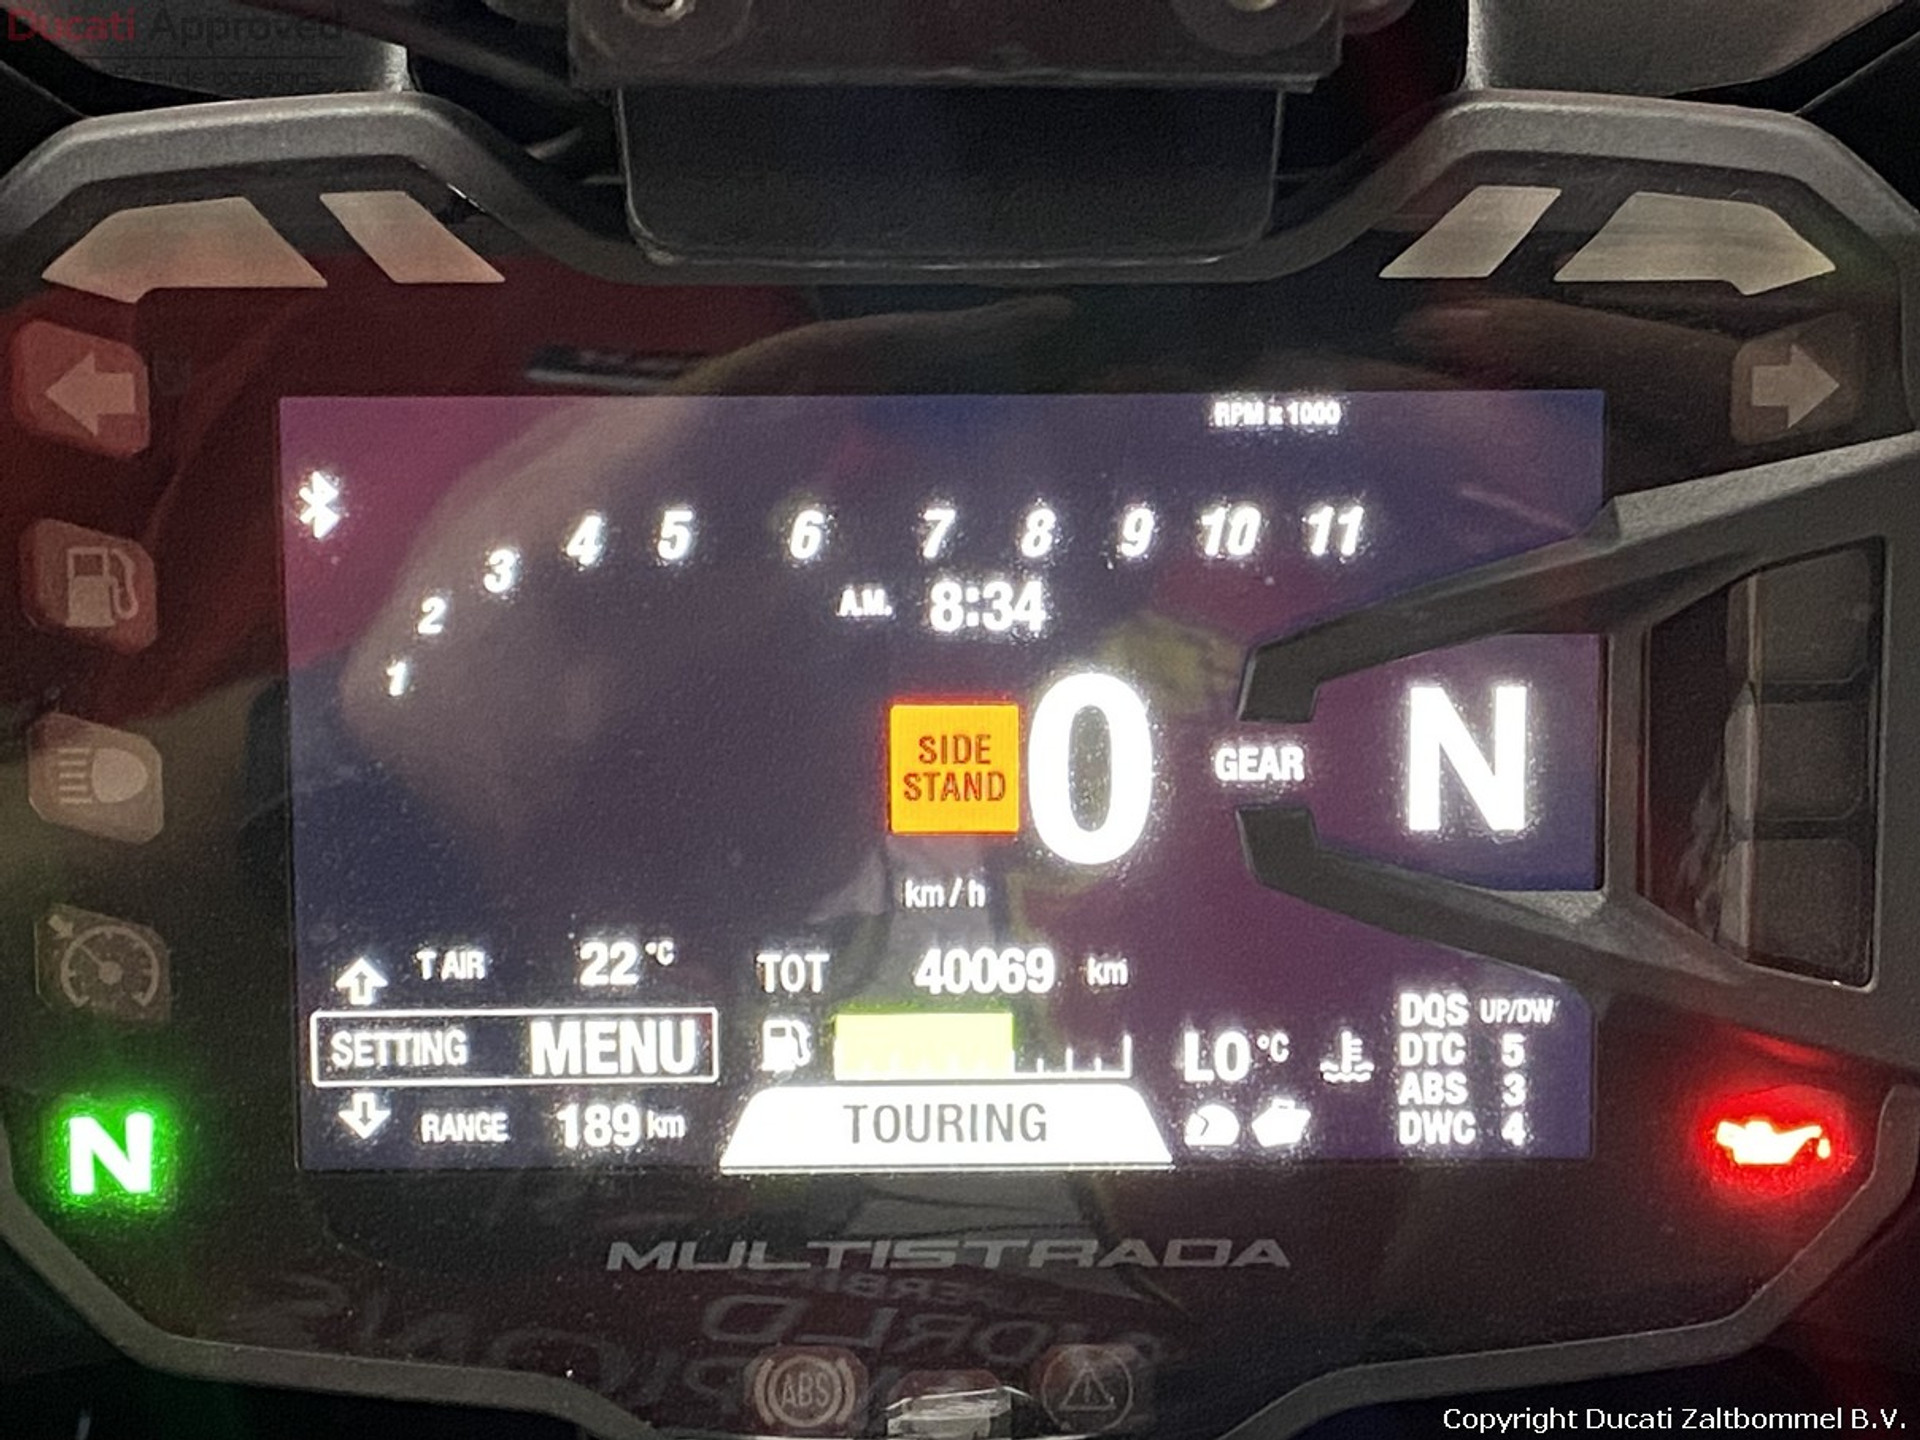 Ducati Approved
RPM x 1000
1 2 3 4 5 6 7 8 9 10 11
A.M. 8:34
SIDE
STAND
0
GEAR N
km/h
T AIR 22 °C
TOT 40069 km
SETTING MENU
LO °C
RANGE 189 km
TOURING
DQS UP/DW
DTC 5
ABS 3
DWC 4
N
MULTISTRADA
ABS
Copyright Ducati Zaltbommel B.V.